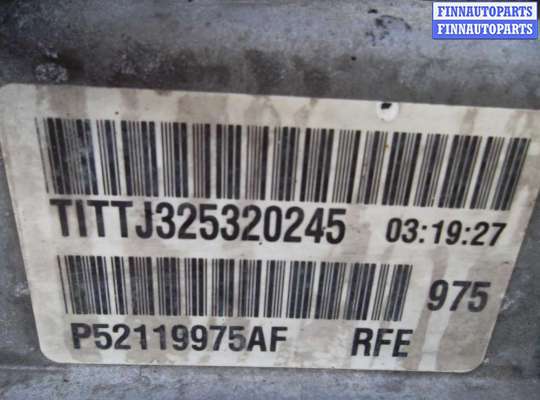 FINNAUTOPARTS
FINNAUTOPARTS
TITTJ325320245 03:19:27
975
P52119975AF RFE